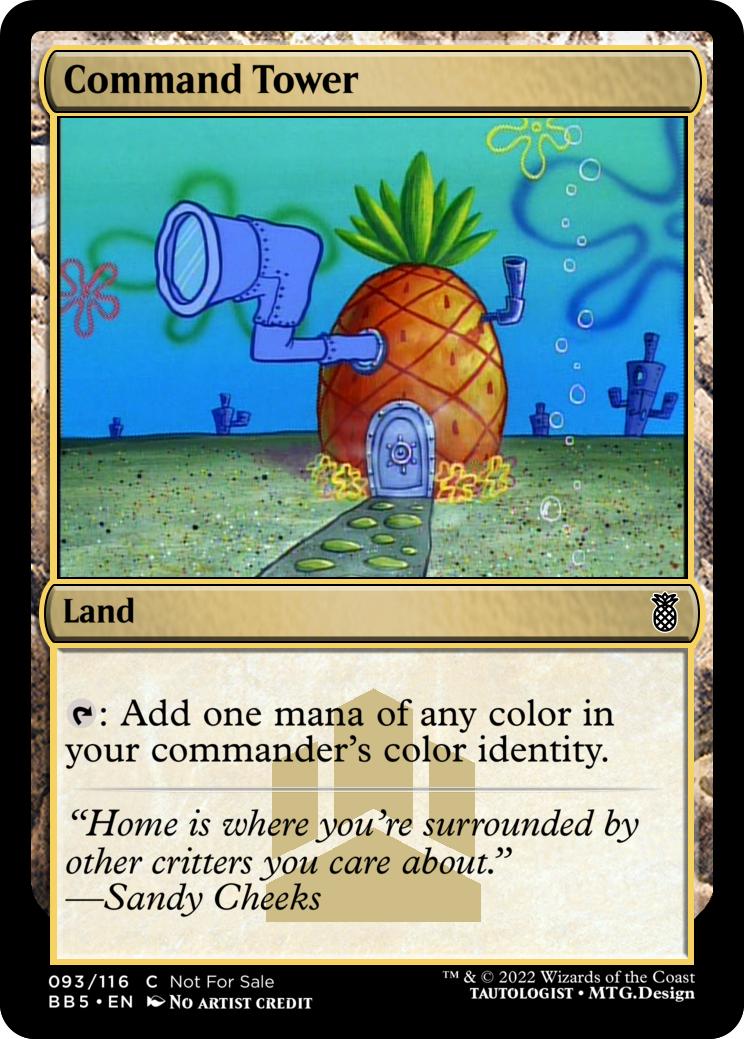 Command Tower
Land
: Add one mana of any color in
your commander's color identity.
“Home is where you're surrounded by
other critters you care about.”
—Sandy Cheeks
093/116 C Not For Sale
BB5 • EN No artist credit
™ & © 2022 Wizards of the Coast
TAUTOLOGIST • MTG.Design